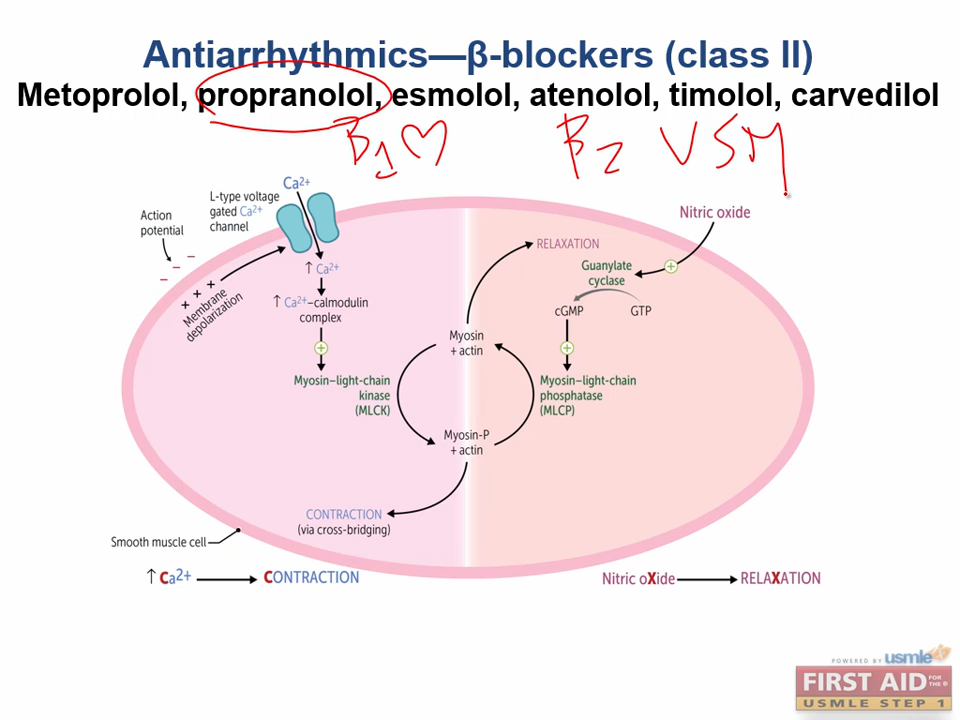 Antiarrhythmics—β-blockers (class II)
Metoprolol, propranolol, esmolol, atenolol, timolol, carvedilol
β1 ♡
β2 VSM
Ca2+
L-type voltage
gated Ca2+
channel
Action
potential
Membrane
depolarization
↑ Ca2+
↑ Ca2+–calmodulin
complex
Myosin–light-chain
kinase
(MLCK)
Myosin
+ actin
Myosin-P
+ actin
CONTRACTION
(via cross-bridging)
Smooth muscle cell
↑ Ca2+ → CONTRACTION
Nitric oxide
RELAXATION
Guanylate
cyclase
cGMP GTP
Myosin–light-chain
phosphatase
(MLCP)
Nitric oXide → RELAXATION
POWERED BY usmle
FIRST AID FOR THE ®
USMLE STEP 1